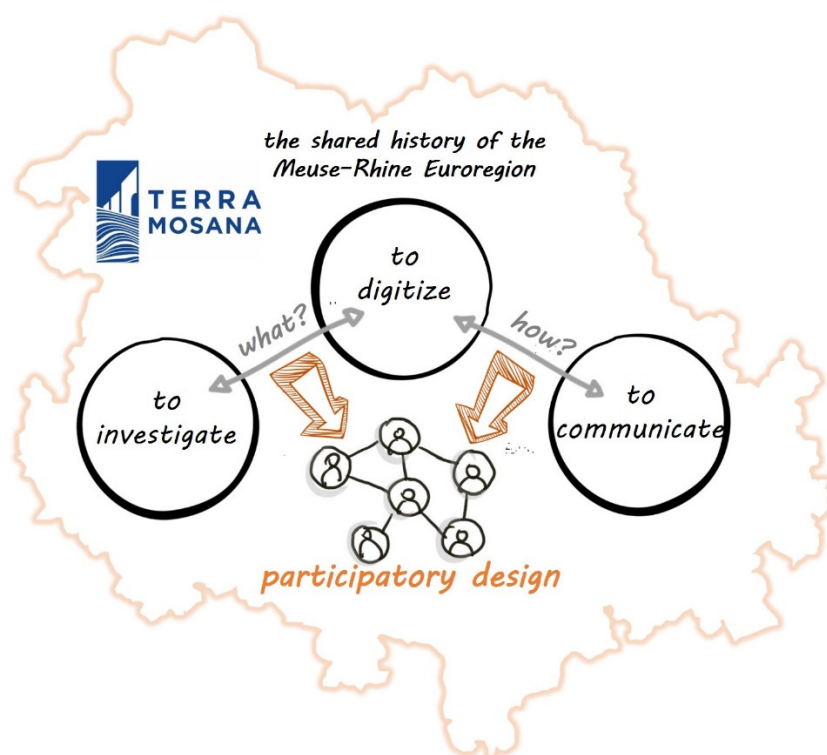 the shared history of the
Meuse-Rhine Euroregion
TERRA
MOSANA
to
digitize
what?
how?
to
investigate
to
communicate
participatory design